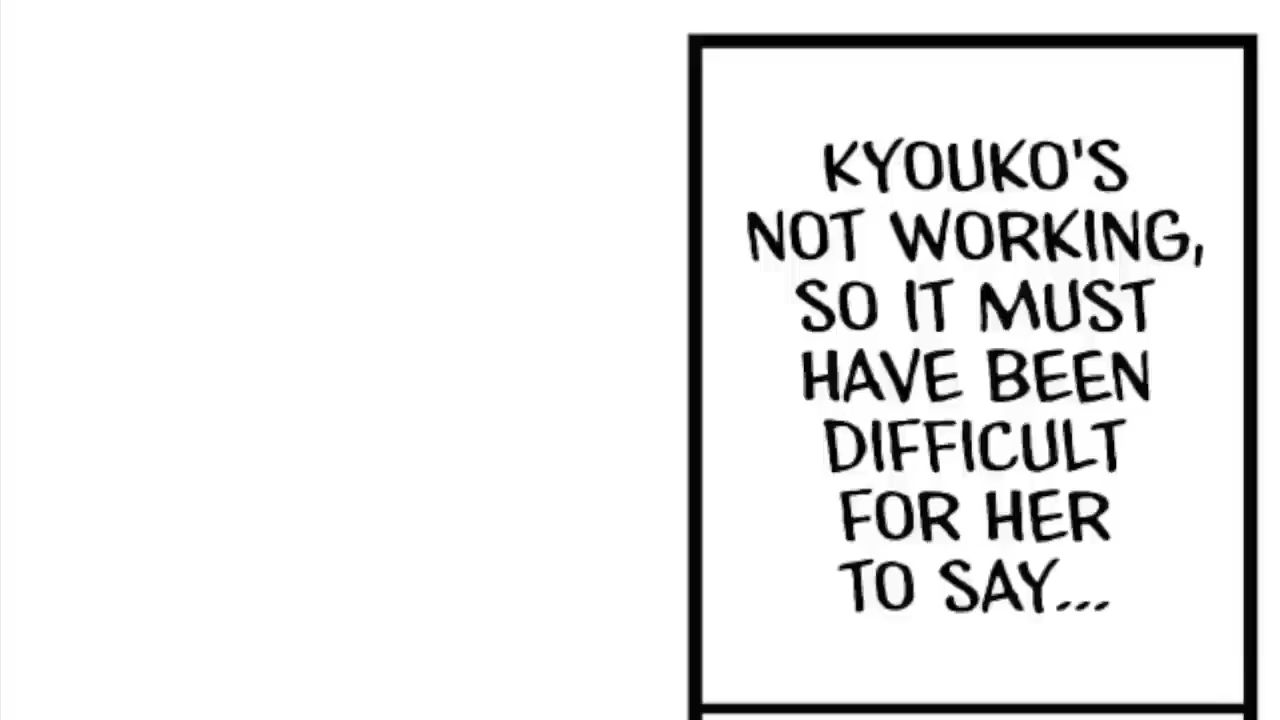 KYOUKO'S
NOT WORKING,
SO IT MUST
HAVE BEEN
DIFFICULT
FOR HER
TO SAY...